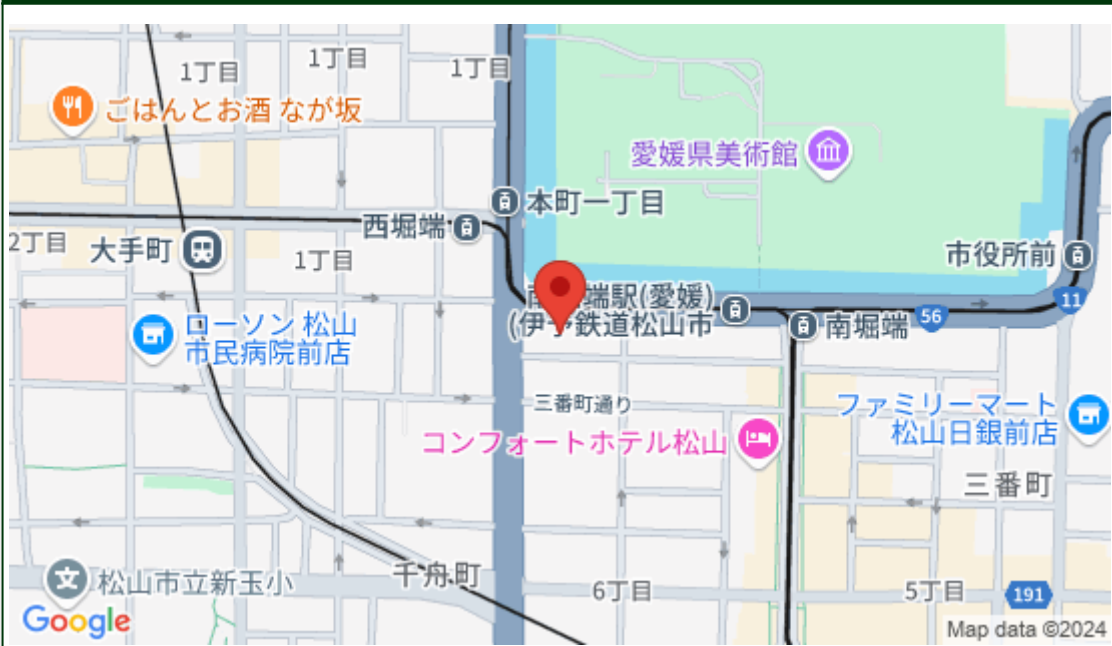 1丁目
1丁目
1丁目
ごはんとお酒 なが坂
愛媛県美術館
本町一丁目
西堀端
2丁目
大手町
1丁目
市役所前
端駅(愛媛)
(伊予鉄道松山市
11
56
南堀端
ローソン 松山
市民病院前店
三番町通り
ファミリーマート
松山日銀前店
コンフォートホテル松山
三番町
千舟町
松山市立新玉小
6丁目
5丁目
191
Google
Map data ©2024